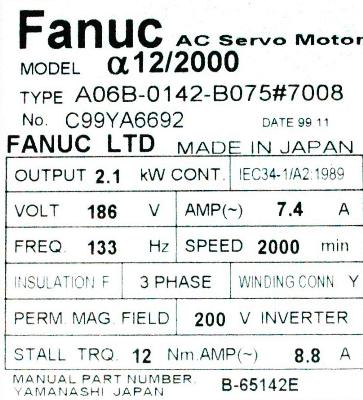 Fanuc AC Servo Motor
MODEL α12/2000
TYPE A06B-0142-B075#7008
No. C99YA6692 DATE 99 11
FANUC LTD MADE IN JAPAN
OUTPUT 2.1 kW CONT. IEC34-1/A2:1989
VOLT 186 V AMP(~) 7.4 A
FREQ. 133 Hz SPEED 2000 min
INSULATION F 3 PHASE WINDING CONN Y
PERM. MAG. FIELD 200 V INVERTER
STALL TRQ. 12 Nm. AMP(~) 8.8 A
MANUAL PART NUMBER. B-65142E
YAMANASHI JAPAN